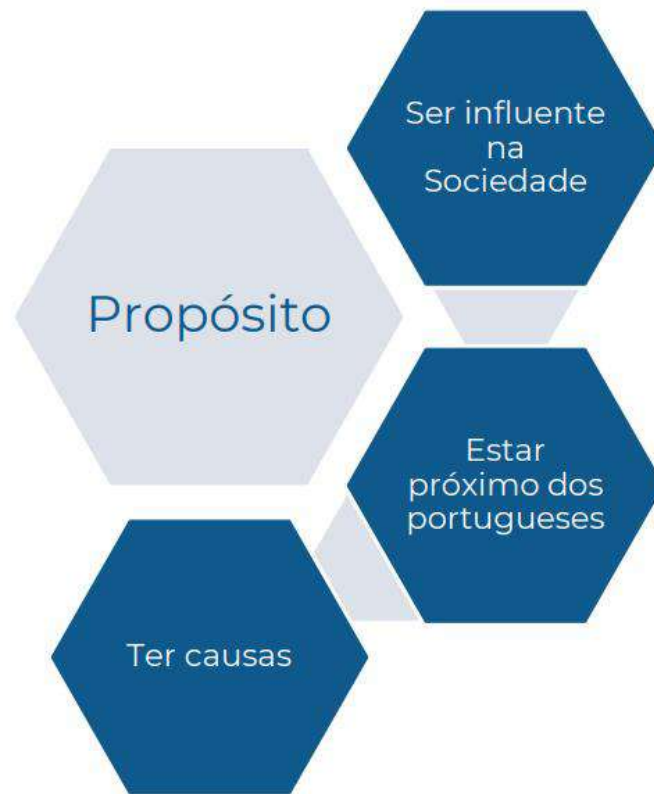 Propósito
Ser influente
na
Sociedade
Estar
próximo dos
portugueses
Ter causas